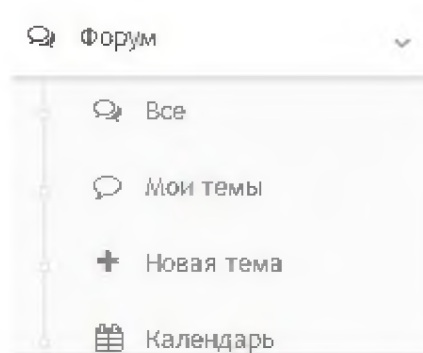 Форум
Все
Мои темы
Новая тема
Календарь